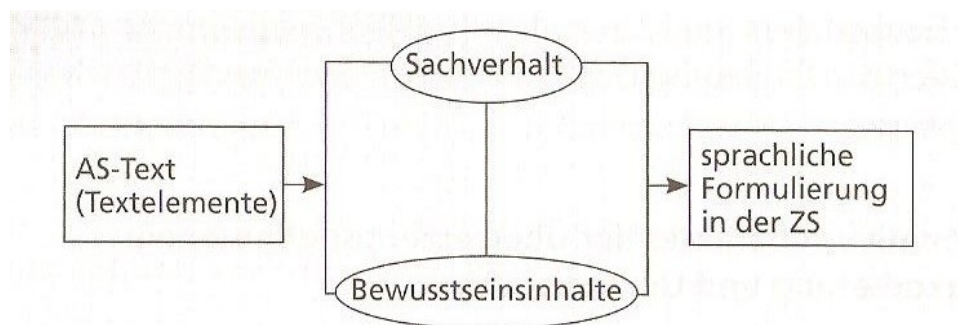 Sachverhalt
AS-Text
(Textelemente)
sprachliche
Formulierung
in der ZS
Bewusstseinsinhalte